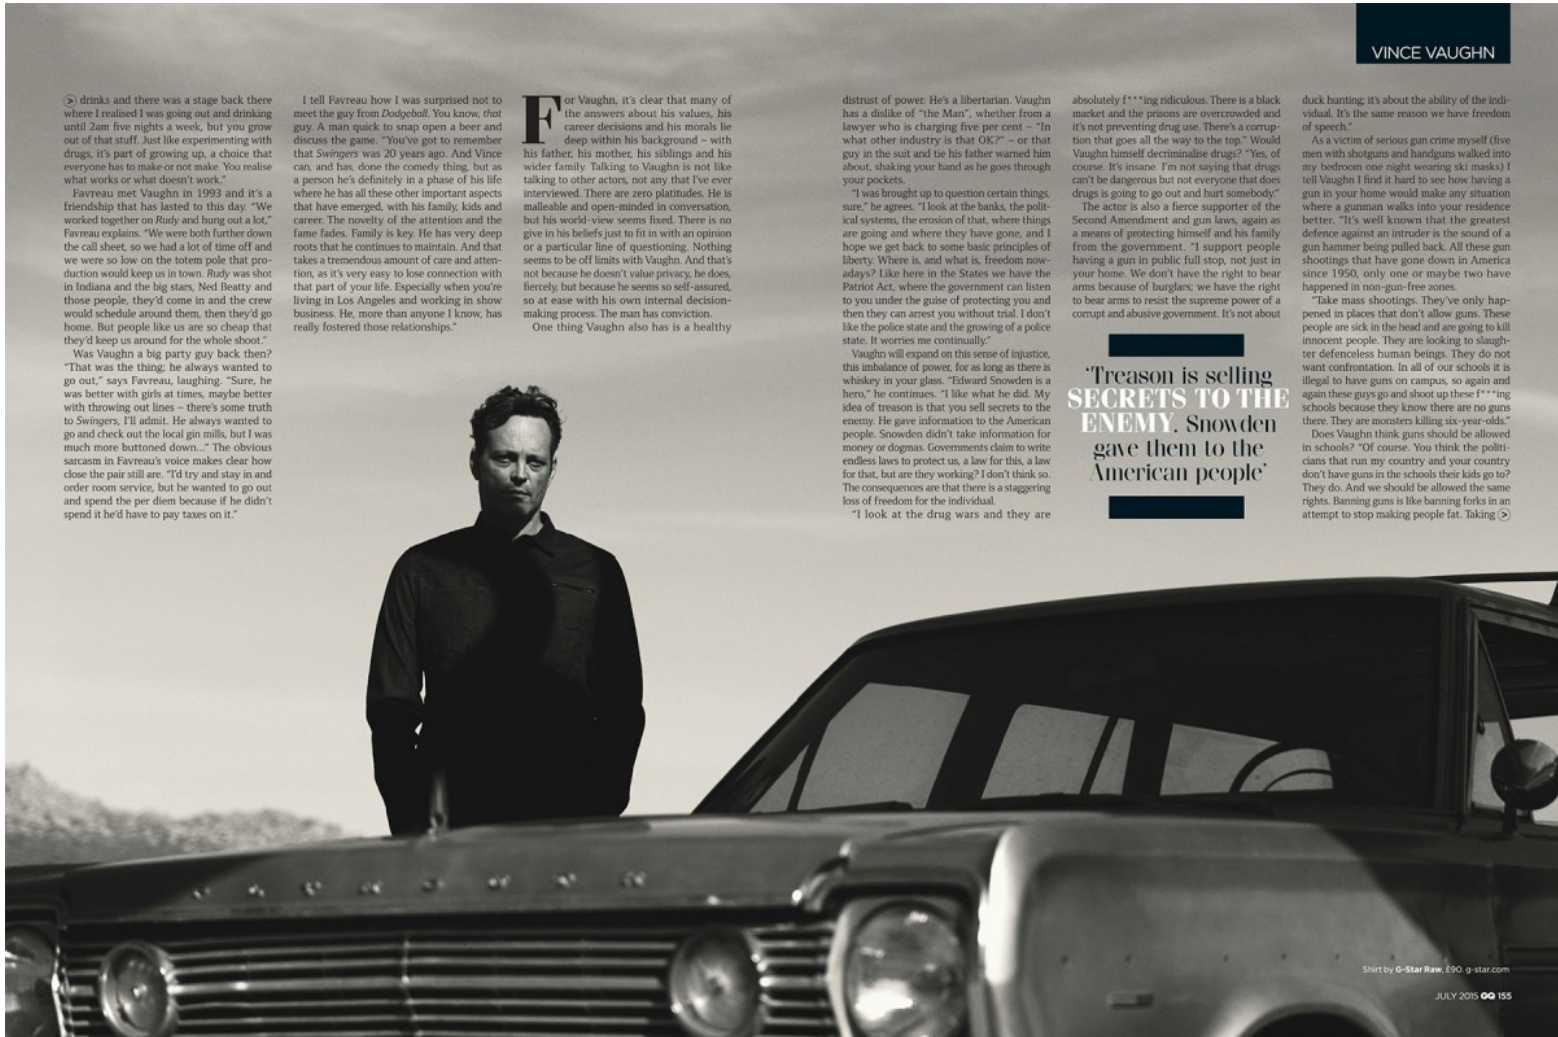 VINCE VAUGHN
> drinks and there was a stage back there
where I realised I was going out and drinking
until 2am five nights a week, but you grow
out of that stuff. Just like experimenting with
drugs, it's part of growing up, a choice that
everyone has to make or not make. You realise
what works or what doesn't work."
Favreau met Vaughn in 1993 and it's a
friendship that has lasted to this day. "We
worked together on Rudy and hung out a lot,"
Favreau explains. "We were both further down
the call sheet, so we had a lot of time off and
we were so low on the totem pole that pro-
duction would keep us in town. Rudy was shot
in Indiana and the big stars, Ned Beatty and
those people, they'd come in and the crew
would schedule around them, then they'd go
home. But people like us are so cheap that
they'd keep us around for the whole shoot."
Was Vaughn a big party guy back then?
"That was the thing; he always wanted to
go out," says Favreau, laughing. "Sure, he
was better with girls at times, maybe better
with throwing out lines – there's some truth
to Swingers, I'll admit. He always wanted to
go and check out the local gin mills, but I was
much more buttoned down..." The obvious
sarcasm in Favreau's voice makes clear how
close the pair still are. "I'd try and stay in and
order room service, but he wanted to go out
and spend the per diem because if he didn't
spend it he'd have to pay taxes on it."
I tell Favreau how I was surprised not to
meet the guy from Dodgeball. You know, that
guy. A man quick to snap open a beer and
discuss the game. "You've got to remember
that Swingers was 20 years ago. And Vince
can, and has, done the comedy thing, but as
a person he's definitely in a phase of his life
where he has all these other important aspects
that have emerged, with his family, kids and
career. The novelty of the attention and the
fame fades. Family is key. He has very deep
roots that he continues to maintain. And that
takes a tremendous amount of care and atten-
tion, as it's very easy to lose connection with
that part of your life. Especially when you're
living in Los Angeles and working in show
business. He, more than anyone I know, has
really fostered those relationships."
For Vaughn, it's clear that many of
the answers about his values, his
career decisions and his morals lie
deep within his background – with
his father, his mother, his siblings and his
wider family. Talking to Vaughn is not like
talking to other actors, not any that I've ever
interviewed. There are zero platitudes. He is
malleable and open-minded in conversation,
but his world-view seems fixed. There is no
give in his beliefs just to fit in with an opinion
or a particular line of questioning. Nothing
seems to be off limits with Vaughn. And that's
not because he doesn't value privacy, he does,
fiercely, but because he seems so self-assured,
so at ease with his own internal decision-
making process. The man has conviction.
One thing Vaughn also has is a healthy
distrust of power. He's a libertarian. Vaughn
has a dislike of "the Man", whether from a
lawyer who is charging five per cent – "In
what other industry is that OK?" – or that
guy in the suit and tie his father warned him
about, shaking your hand as he goes through
your pockets.
"I was brought up to question certain things,
sure," he agrees. "I look at the banks, the polit-
ical systems, the erosion of that, where things
are going and where they have gone, and I
hope we get back to some basic principles of
liberty. Where is, and what is, freedom now-
adays? Like here in the States we have the
Patriot Act, where the government can listen
to you under the guise of protecting you and
then they can arrest you without trial. I don't
like the police state and the growing of a police
state. It worries me continually."
Vaughn will expand on this sense of injustice,
this imbalance of power, for as long as there is
whiskey in your glass. "Edward Snowden is a
hero," he continues. "I like what he did. My
idea of treason is that you sell secrets to the
enemy. He gave information to the American
people. Snowden didn't take information for
money or dogmas. Governments claim to write
endless laws to protect us, a law for this, a law
for that, but are they working? I don't think so.
The consequences are that there is a staggering
loss of freedom for the individual.
"I look at the drug wars and they are
absolutely f***ing ridiculous. There is a black
market and the prisons are overcrowded and
it's not preventing drug use. There's a corrup-
tion that goes all the way to the top." Would
Vaughn himself decriminalise drugs? "Yes, of
course. It's insane. I'm not saying that drugs
can't be dangerous but not everyone that does
drugs is going to go out and hurt somebody."
The actor is also a fierce supporter of the
Second Amendment and gun laws, again as
a means of protecting himself and his family
from the government. "I support people
having a gun in public full stop, not just in
your home. We don't have the right to bear
arms because of burglars; we have the right
to bear arms to resist the supreme power of a
corrupt and abusive government. It's not about
'Treason is selling
SECRETS TO THE
ENEMY. Snowden
gave them to the
American people'
duck hunting; it's about the ability of the indi-
vidual. It's the same reason we have freedom
of speech."
As a victim of serious gun crime myself (five
men with shotguns and handguns walked into
my bedroom one night wearing ski masks) I
tell Vaughn I find it hard to see how having a
gun in your home would make any situation
where a gunman walks into your residence
better. "It's well known that the greatest
defence against an intruder is the sound of a
gun hammer being pulled back. All these gun
shootings that have gone down in America
since 1950, only one or maybe two have
happened in non-gun-free zones.
"Take mass shootings. They've only hap-
pened in places that don't allow guns. These
people are sick in the head and are going to kill
innocent people. They are looking to slaugh-
ter defenceless human beings. They do not
want confrontation. In all of our schools it is
illegal to have guns on campus, so again and
again these guys go and shoot up these f***ing
schools because they know there are no guns
there. They are monsters killing six-year-olds."
Does Vaughn think guns should be allowed
in schools? "Of course. You think the politi-
cians that run my country and your country
don't have guns in the schools their kids go to?
They do. And we should be allowed the same
rights. Banning guns is like banning forks in an
attempt to stop making people fat. Taking >
Shirt by G-Star Raw, £90. g-star.com
JULY 2015 GQ 155